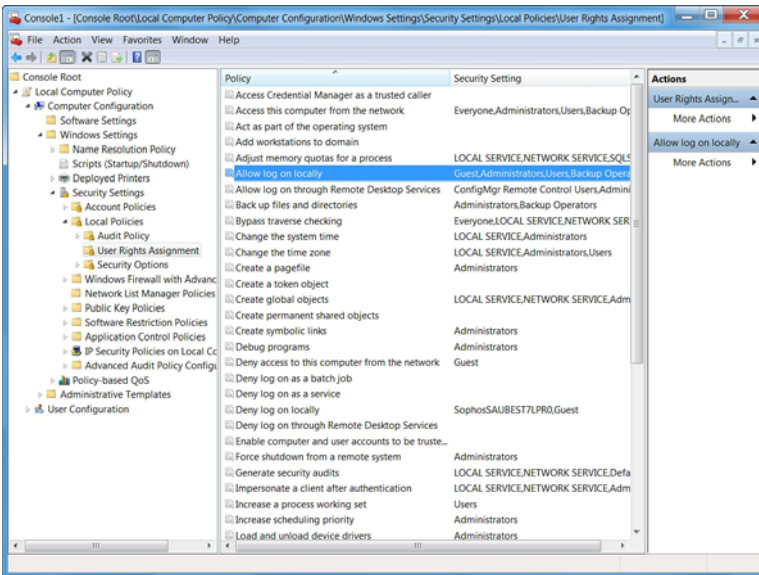 Console1 - [Console Root\Local Computer Policy\Computer Configuration\Windows Settings\Security Settings\Local Policies\User Rights Assignment]
File Action View Favorites Window Help
Console Root
Local Computer Policy
Computer Configuration
Software Settings
Windows Settings
Name Resolution Policy
Scripts (Startup/Shutdown)
Deployed Printers
Security Settings
Account Policies
Local Policies
Audit Policy
User Rights Assignment
Security Options
Windows Firewall with Advanc
Network List Manager Policies
Public Key Policies
Software Restriction Policies
Application Control Policies
IP Security Policies on Local Cc
Advanced Audit Policy Configu
Policy-based QoS
Administrative Templates
User Configuration
Policy Security Setting
Access Credential Manager as a trusted caller
Access this computer from the network Everyone,Administrators,Users,Backup Op
Act as part of the operating system
Add workstations to domain
Adjust memory quotas for a process LOCAL SERVICE,NETWORK SERVICE,SQLS
Allow log on locally Guest,Administrators,Users,Backup Opera
Allow log on through Remote Desktop Services ConfigMgr Remote Control Users,Admini
Back up files and directories Administrators,Backup Operators
Bypass traverse checking Everyone,LOCAL SERVICE,NETWORK SER
Change the system time LOCAL SERVICE,Administrators
Change the time zone LOCAL SERVICE,Administrators,Users
Create a pagefile Administrators
Create a token object
Create global objects LOCAL SERVICE,NETWORK SERVICE,Adm
Create permanent shared objects
Create symbolic links Administrators
Debug programs Administrators
Deny access to this computer from the network Guest
Deny log on as a batch job
Deny log on as a service
Deny log on locally SophosSAUBEST7LPR0,Guest
Deny log on through Remote Desktop Services
Enable computer and user accounts to be truste...
Force shutdown from a remote system Administrators
Generate security audits LOCAL SERVICE,NETWORK SERVICE,Defa
Impersonate a client after authentication LOCAL SERVICE,NETWORK SERVICE,Adm
Increase a process working set Users
Increase scheduling priority Administrators
Load and unload device drivers Administrators
Actions
User Rights Assign...
More Actions
Allow log on locally
More Actions